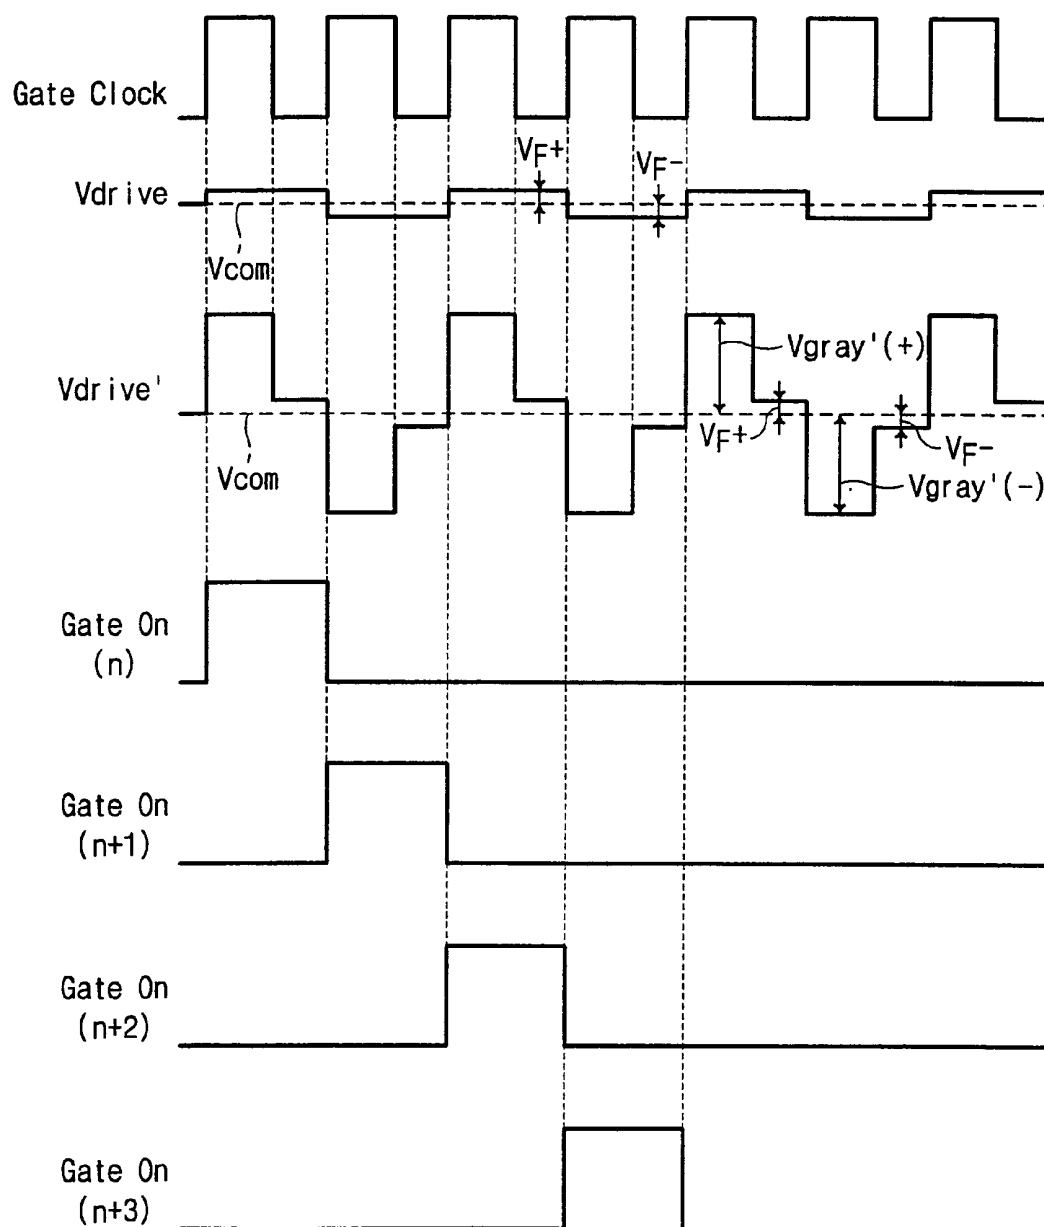 Gate Clock
VF+
VF-
Vdrive
Vcom
Vgray'(+)
Vdrive'
VF+
VF-
Vcom
Vgray'(-)
Gate On
(n)
Gate On
(n+1)
Gate On
(n+2)
Gate On
(n+3)